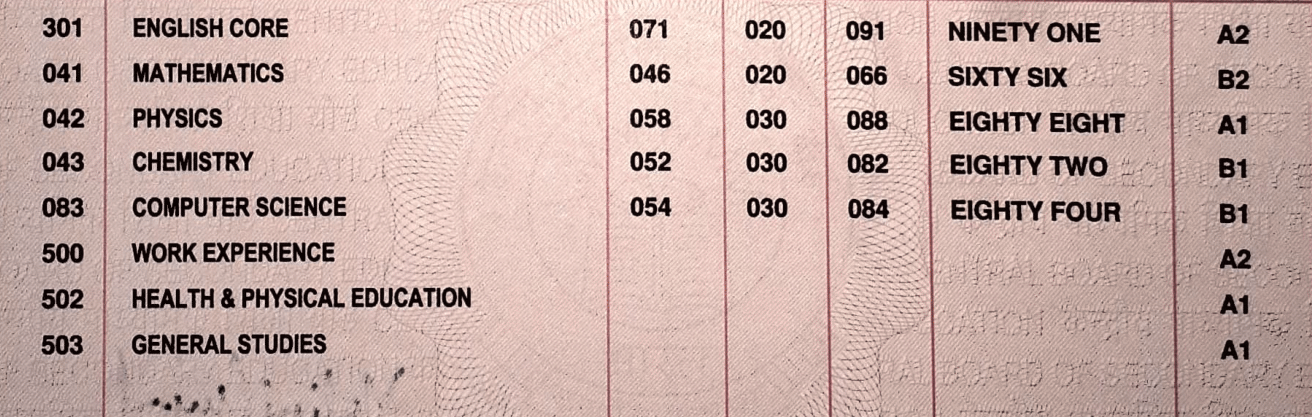 301 ENGLISH CORE 071 020 091 NINETY ONE A2
041 MATHEMATICS 046 020 066 SIXTY SIX B2
042 PHYSICS 058 030 088 EIGHTY EIGHT A1
043 CHEMISTRY 052 030 082 EIGHTY TWO B1
083 COMPUTER SCIENCE 054 030 084 EIGHTY FOUR B1
500 WORK EXPERIENCE A2
502 HEALTH & PHYSICAL EDUCATION A1
503 GENERAL STUDIES A1